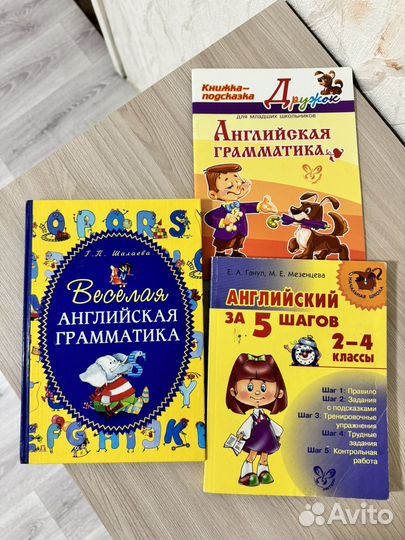 Книжка-
подсказка
Дружок
для младших школьников
Английская
грамматика
O P Q R S
Г. П. Шалаева
Весёлая
английская
грамматика
F G H I J K
Е. А. Ганул, М. Е. Мезенцева
Начальная школа
Английский
за 5 шагов
2–4
классы
Шаг 1: Правило
Шаг 2: Задания
с подсказками
Шаг 3: Тренировочные
упражнения
Шаг 4: Трудные
задания
Шаг 5: Контрольная
работа
Avito